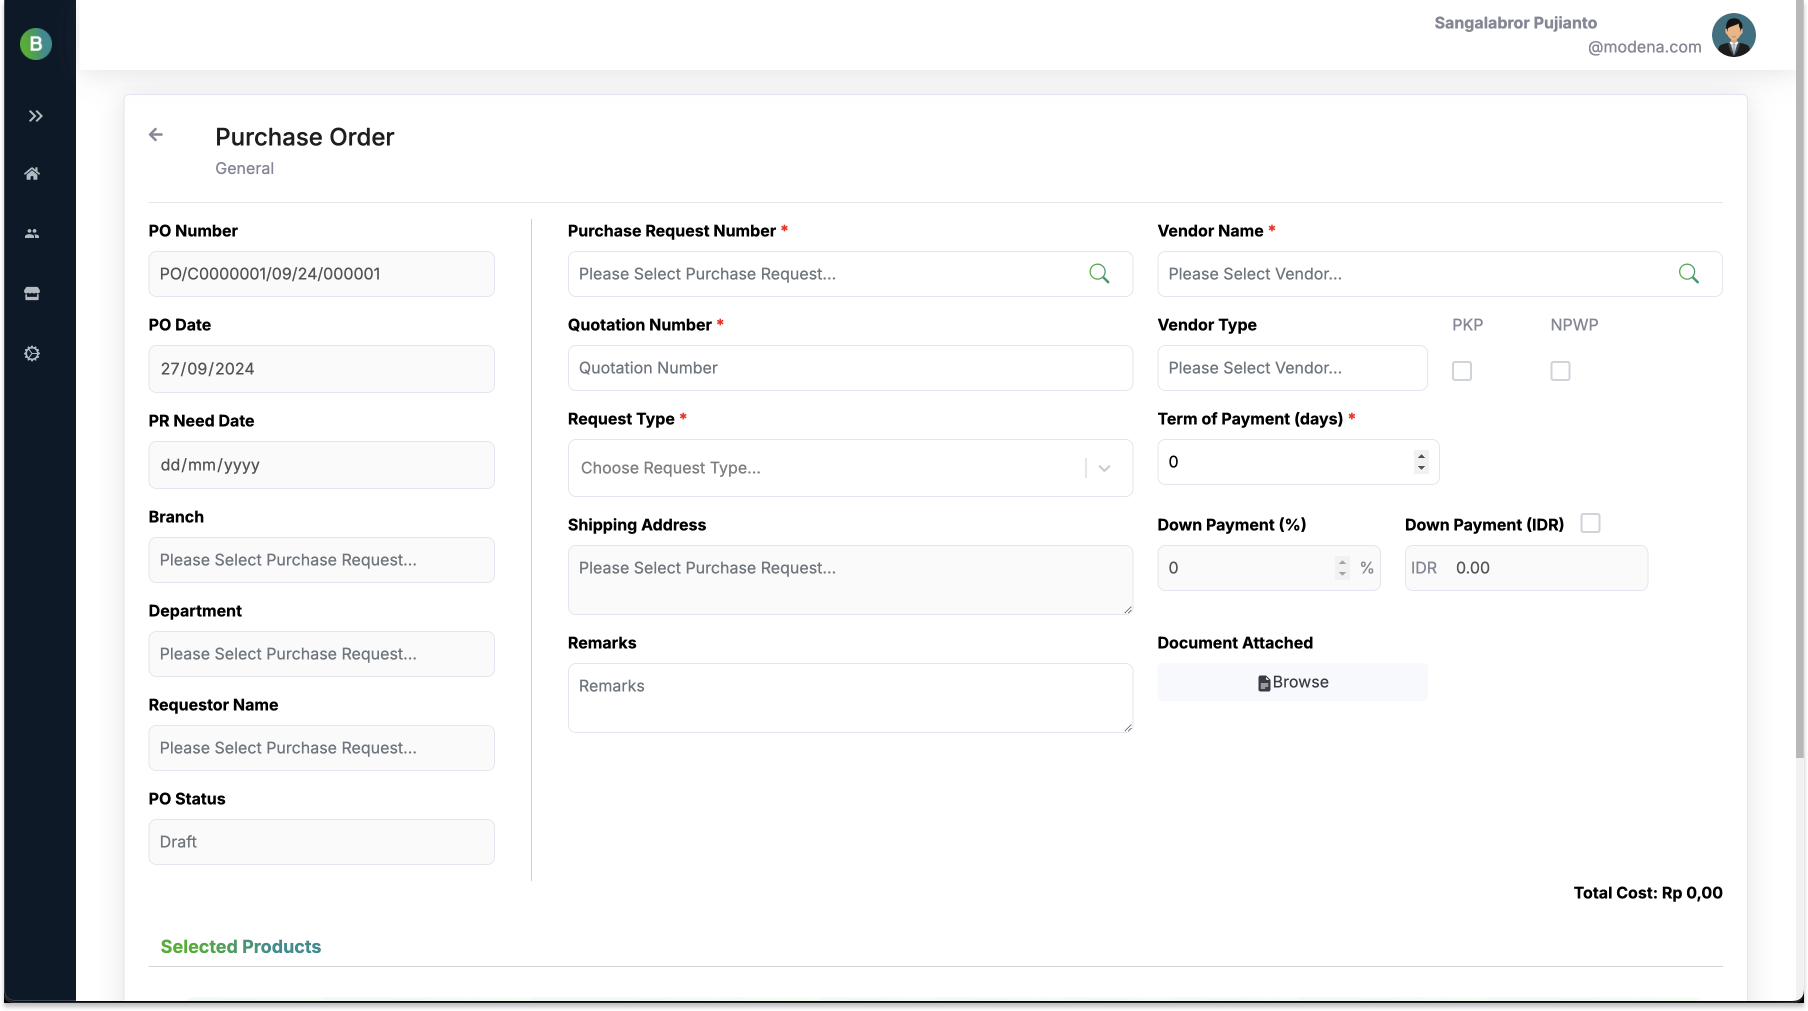 B
Sangalabror Pujianto
@modena.com
Purchase Order
General
PO Number
PO/C0000001/09/24/000001
PO Date
27/09/2024
PR Need Date
dd/mm/yyyy
Branch
Please Select Purchase Request...
Department
Please Select Purchase Request...
Requestor Name
Please Select Purchase Request...
PO Status
Draft
Purchase Request Number *
Please Select Purchase Request...
Quotation Number *
Quotation Number
Request Type *
Choose Request Type...
Shipping Address
Please Select Purchase Request...
Remarks
Remarks
Vendor Name *
Please Select Vendor...
Vendor Type PKP NPWP
Please Select Vendor...
Term of Payment (days) *
0
Down Payment (%) Down Payment (IDR)
0 % IDR 0.00
Document Attached
Browse
Total Cost: Rp 0,00
Selected Products